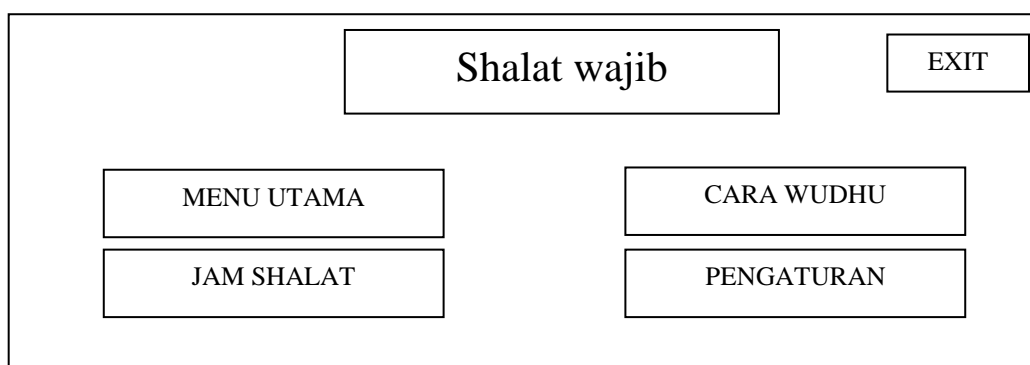 Shalat wajib
EXIT
MENU UTAMA
CARA WUDHU
JAM SHALAT
PENGATURAN